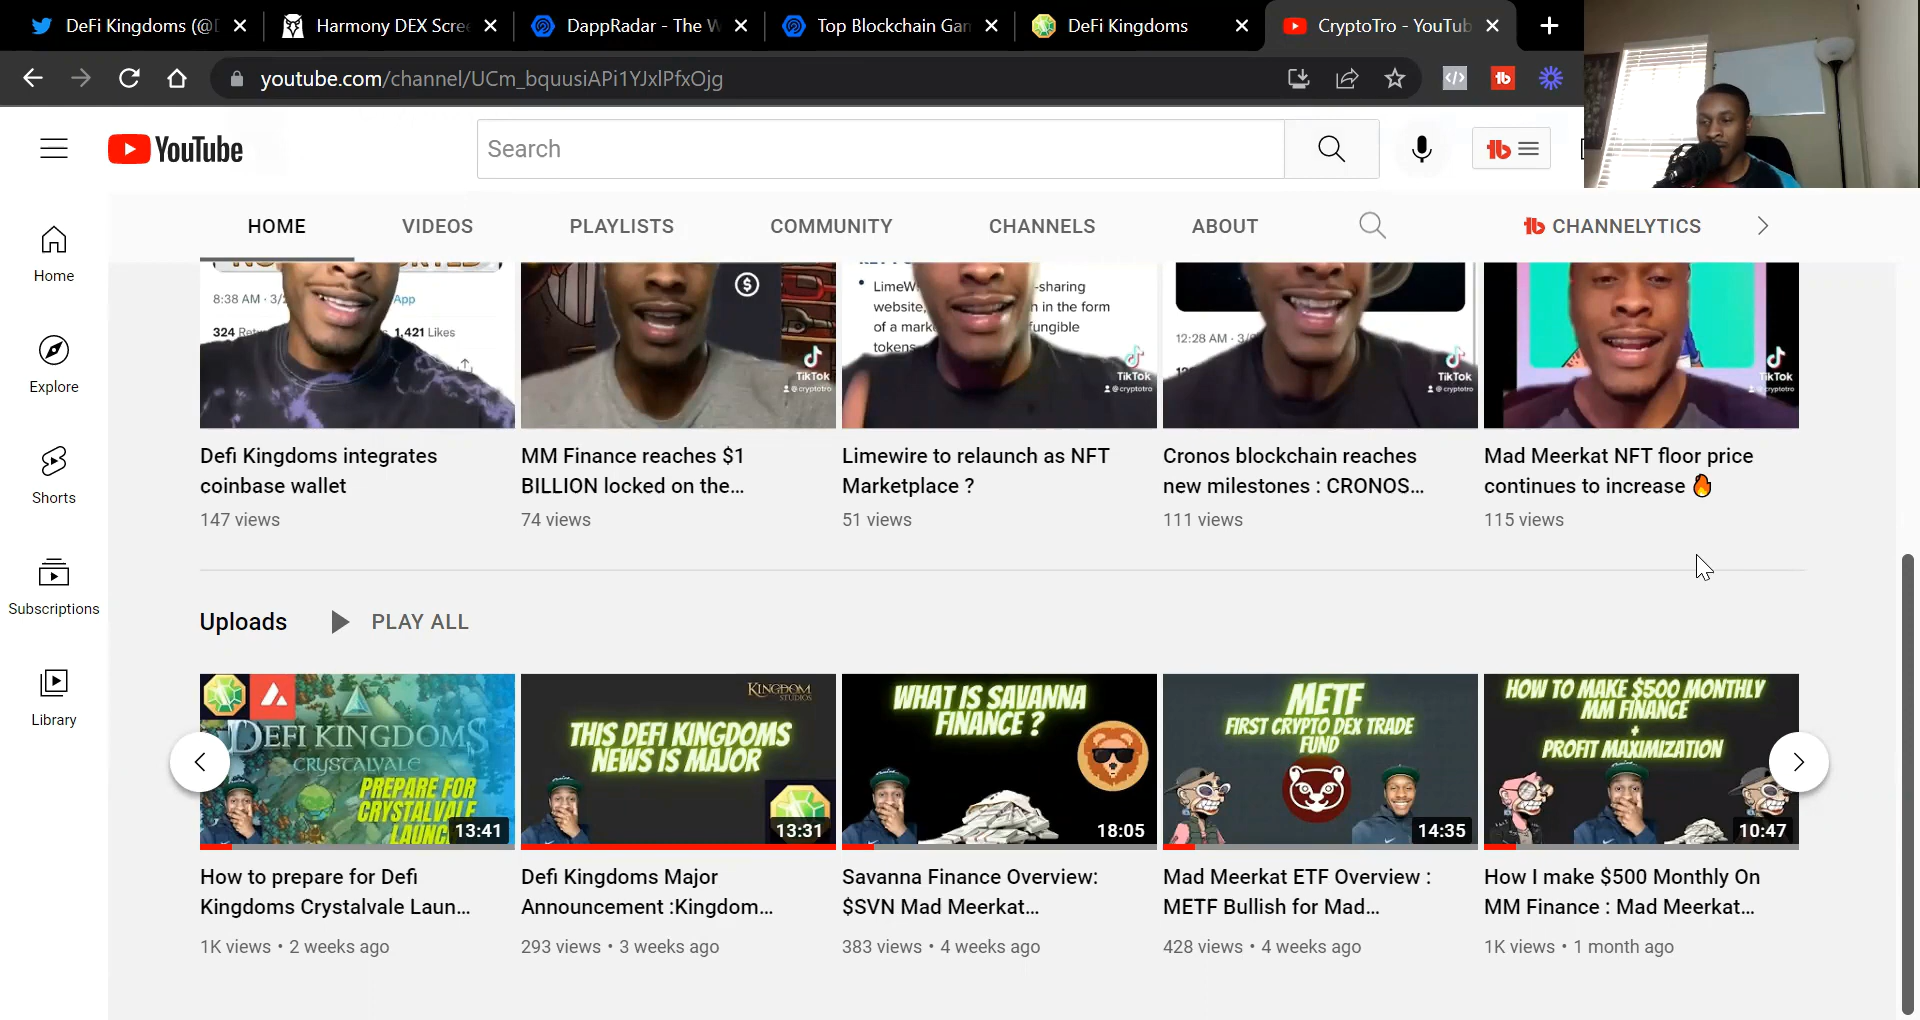 DeFi Kingdoms (@D
Harmony DEX Scre
DappRadar - The W
Top Blockchain Gam
DeFi Kingdoms
CryptoTro - YouTub
youtube.com/channel/UCm_bquusiAPi1YJxlPfxOjg
YouTube
Search
HOME
VIDEOS
PLAYLISTS
COMMUNITY
CHANNELS
ABOUT
CHANNELYTICS
Home
Explore
Shorts
Subscriptions
Library
8:38 AM · 3/
App
324
1,421 Likes
TikTok
@cryptotro
LimeW
-sharing
website,
h in the form
of a mark
fungible
tokens
TikTok
@cryptotro
12:28 AM · 3/
TikTok
@cryptotro
TikTok
Defi Kingdoms integrates
coinbase wallet
147 views
MM Finance reaches $1
BILLION locked on the...
74 views
Limewire to relaunch as NFT
Marketplace ?
51 views
Cronos blockchain reaches
new milestones : CRONOS...
111 views
Mad Meerkat NFT floor price
continues to increase 🔥
115 views
Uploads
PLAY ALL
DEFI KINGDOMS
CRYSTALVALE
PREPARE FOR
CRYSTALVALE
LAUNC
13:41
KINGDOM
STUDIOS
THIS DEFI KINGDOMS
NEWS IS MAJOR
13:31
WHAT IS SAVANNA
FINANCE ?
18:05
METF
FIRST CRYPTO DEX TRADE
FUND
14:35
HOW TO MAKE $500 MONTHLY
MM FINANCE
+
PROFIT MAXIMIZATION
10:47
How to prepare for Defi
Kingdoms Crystalvale Laun...
1K views • 2 weeks ago
Defi Kingdoms Major
Announcement :Kingdom...
293 views • 3 weeks ago
Savanna Finance Overview:
$SVN Mad Meerkat...
383 views • 4 weeks ago
Mad Meerkat ETF Overview :
METF Bullish for Mad...
428 views • 4 weeks ago
How I make $500 Monthly On
MM Finance : Mad Meerkat...
1K views • 1 month ago